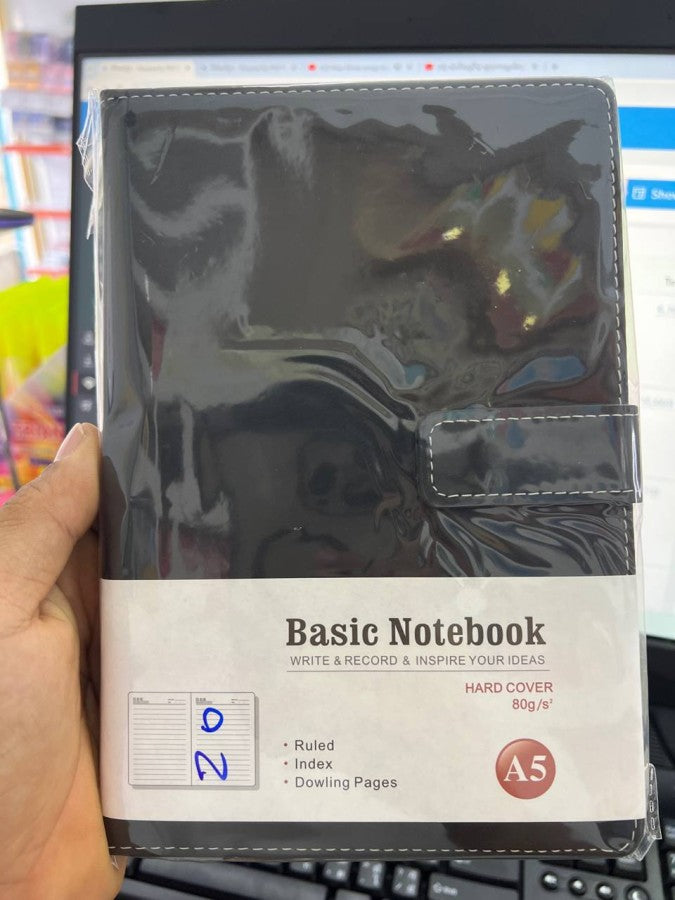 Basic Notebook
WRITE & RECORD & INSPIRE YOUR IDEAS
HARD COVER
80g/s²
20
• Ruled
• Index
• Dowling Pages
A5